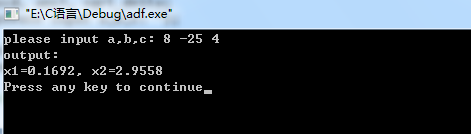 "E:\C语言\Debug\adf.exe"
please input a,b,c: 8 -25 4
output:
x1=0.1692, x2=2.9558
Press any key to continue